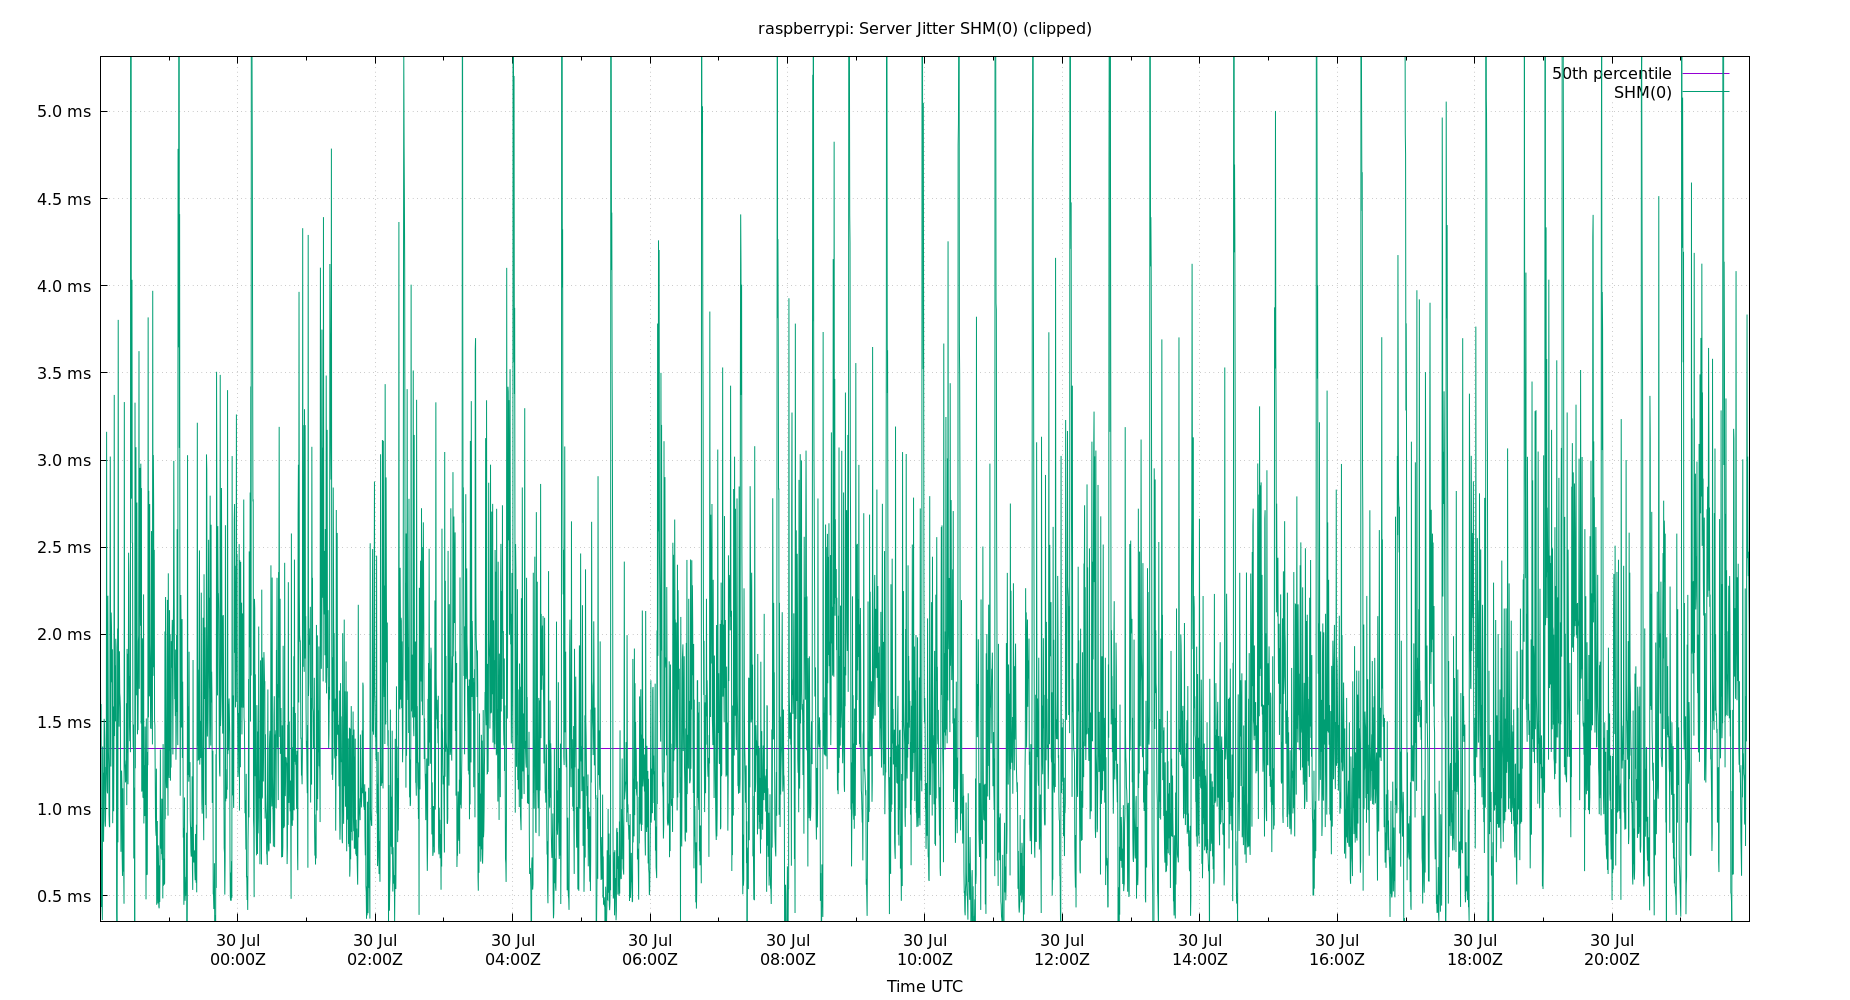 raspberrypi: Server Jitter SHM(0) (clipped)
50th percentile
SHM(0)
5.0 ms
4.5 ms
4.0 ms
3.5 ms
3.0 ms
2.5 ms
2.0 ms
1.5 ms
1.0 ms
0.5 ms
30 Jul 30 Jul 30 Jul 30 Jul 30 Jul 30 Jul 30 Jul 30 Jul 30 Jul 30 Jul 30 Jul
00:00Z 02:00Z 04:00Z 06:00Z 08:00Z 10:00Z 12:00Z 14:00Z 16:00Z 18:00Z 20:00Z
Time UTC